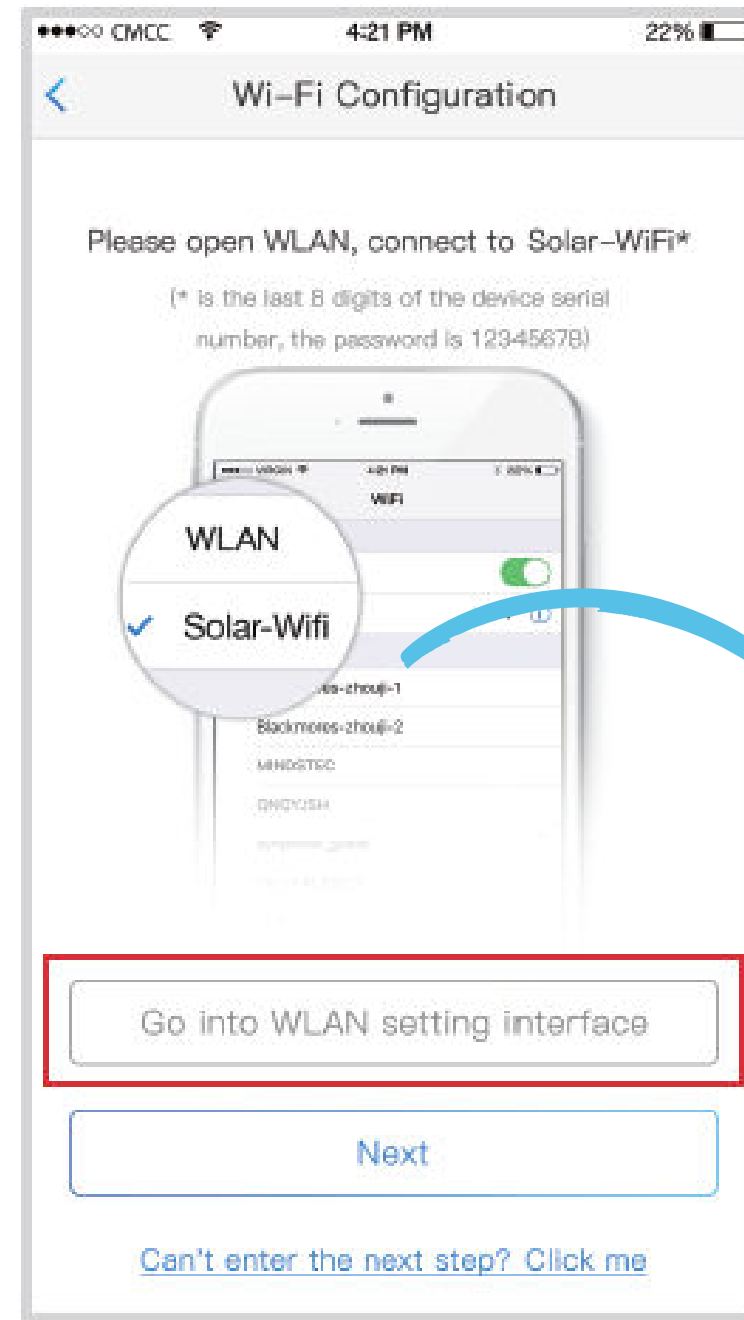 CMCC 4:21 PM 22%
Wi-Fi Configuration
Please open WLAN, connect to Solar-WiFi*
(* is the last 8 digits of the device serial
number, the password is 12345678)
4:21 PM 22%
WiFi
WLAN
Solar-Wifi
es-zhouji-1
Blackmores-zhouji-2
MINDSTEC
Go into WLAN setting interface
Next
Can't enter the next step? Click me